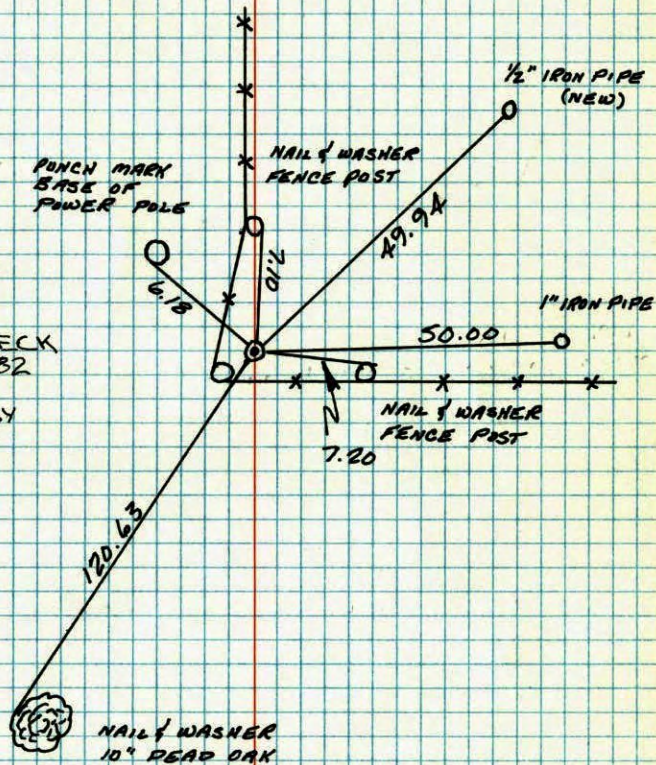 1/2" IRON PIPE
(NEW)
NAIL & WASHER
FENCE POST
PUNCH MARK
BASE OF
POWER POLE
49.94
7.10
6.18
1" IRON PIPE
50.00
NAIL & WASHER
FENCE POST
7.20
120.63
NAIL & WASHER
10" DEAD OAK